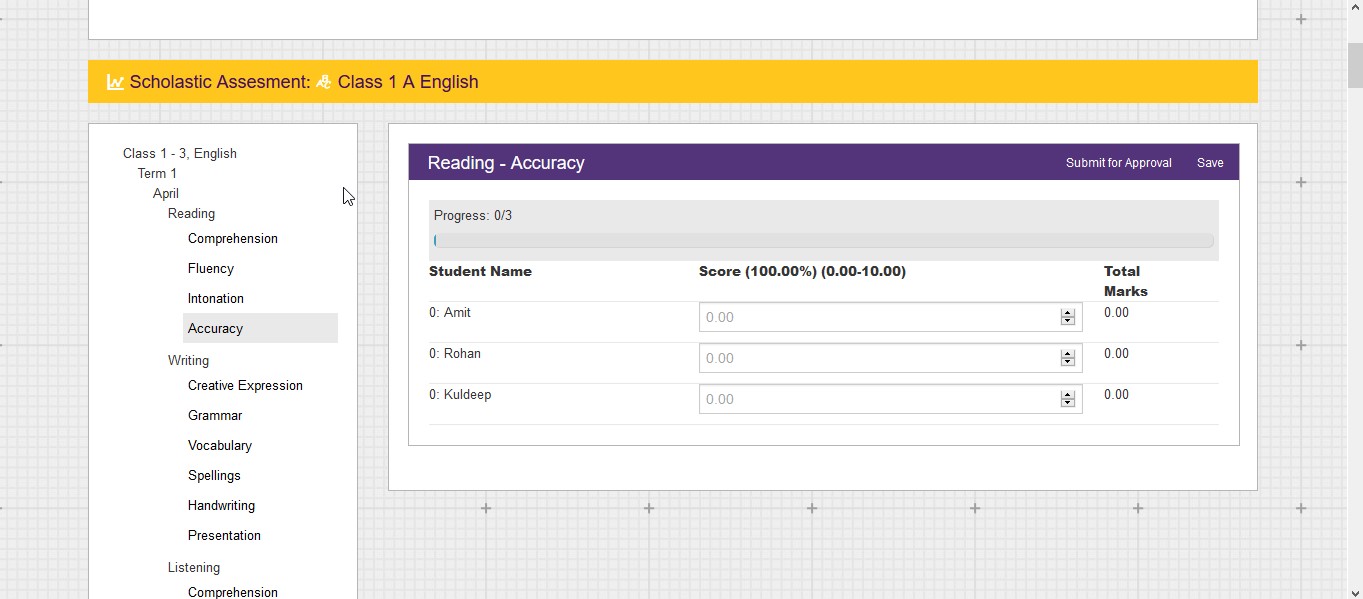 Scholastic Assesment: Class 1 A English
Class 1 - 3, English
Term 1
April
Reading
Comprehension
Fluency
Intonation
Accuracy
Writing
Creative Expression
Grammar
Vocabulary
Spellings
Handwriting
Presentation
Listening
Comprehension
Reading - Accuracy
Submit for Approval
Save
Progress: 0/3
Student Name
Score (100.00%) (0.00-10.00)
Total
Marks
0: Amit
0.00
0.00
0: Rohan
0.00
0.00
0: Kuldeep
0.00
0.00